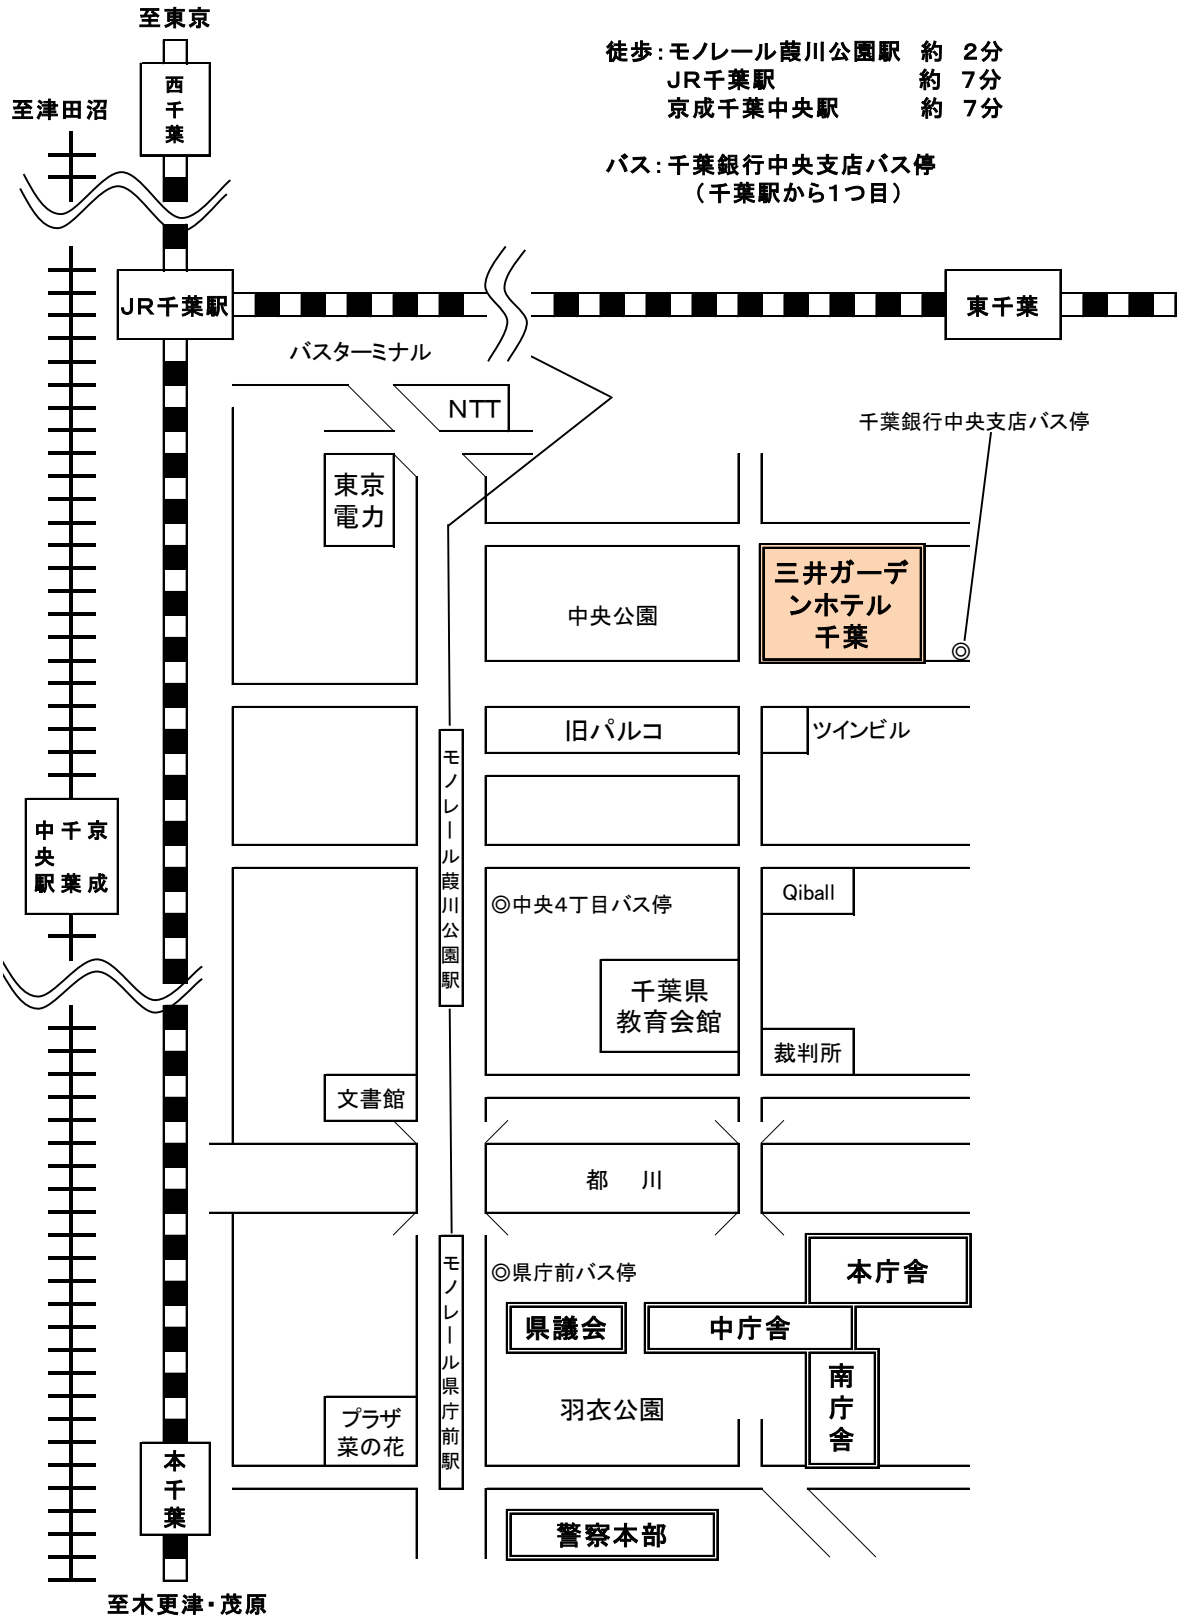 至東京
徒歩：モノレール葭川公園駅 約 2分
JR千葉駅 約 7分
京成千葉中央駅 約 7分
バス：千葉銀行中央支店バス停
（千葉駅から1つ目）
西千葉
至津田沼
JR千葉駅
東千葉
バスターミナル
NTT
千葉銀行中央支店バス停
東京
電力
三井ガーデ
ンホテル
千葉
中央公園
◎
旧パルコ
ツインビル
モノレール葭川公園駅
京成
千葉
中央駅
◎中央4丁目バス停
Qiball
千葉県
教育会館
裁判所
文書館
都 川
モノレール県庁前駅
◎県庁前バス停
本庁舎
県議会
中庁舎
南庁舎
羽衣公園
プラザ
菜の花
本千葉
警察本部
至木更津・茂原